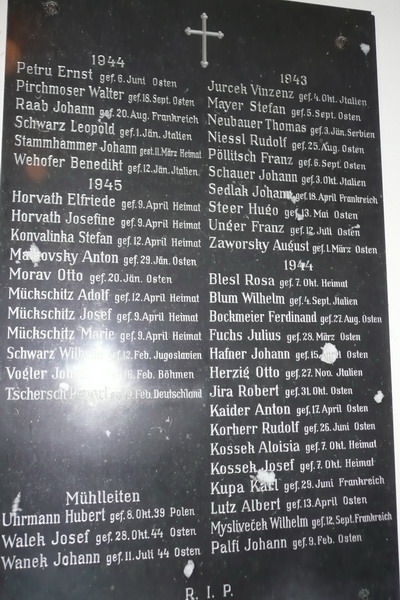 1944
Petru Ernst gef. 6. Juni Osten
Pirchmoser Walter gef. 18. Sept. Osten
Raab Johann gef. 20. Aug. Frankreich
Schwarz Leopold gef. 1. Jän. Italien
Stammhammer Johann gest. 11. März Heimat
Wehofer Benedikt gef. 12. Jän. Italien
1945
Horvath Elfriede gef. 9. April Heimat
Horvath Josefine gef. 9. April Heimat
Konvalinka Stefan gef. 12. April Heimat
Matkovsky Anton gef. 29. Jän. Osten
Morav Otto gef. 20. Jän. Osten
Mückschitz Adolf gef. 12. April Heimat
Mückschitz Josef gef. 9. April Heimat
Mückschitz Marie gef. 9. April Heimat
Schwarz Wilhelm gef. 12. Feb. Jugoslavien
Vogler Feb. Böhmen
Tschersch Feb. Deutschland
Mühlleiten
Uhrmann Hubert gef. 8. Okt. 39 Polen
Walek Josef gef. 28. Okt. 44 Osten
Wanek Johann gef. 11. Juli 44 Osten
1943
Jurcek Vinzenz gef. 4. Okt. Italien
Mayer Stefan gef. 5. Sept. Osten
Neubauer Thomas gef. 3. Jän. Serbien
Niessl Rudolf gef. 25. Aug. Osten
Pöllitsch Franz gef. 6. Sept. Osten
Schauer Johann gef. 3. Okt. Italien
Sedlak Johann gef. 18. April Frankreich
Steer Hugo gef. 13. Mai Osten
Unger Franz gef. 12. Juli Osten
Zaworsky August gef. 1. März Osten
1944
Blesl Rosa gef. 7. Okt. Heimat
Blum Wilhelm gef. 4. Sept. Italien
Bockmeier Ferdinand gef. 27. Aug. Osten
Fuchs Julius gef. 28. März Osten
Hafner Johann gef. Osten
Herzig Otto gef. 27. Nov. Italien
Jira Robert gef. 31. Okt. Osten
Kaider Anton gef. 17. April Osten
Korherr Rudolf gef. 26. Juni Osten
Kossek Aloisia gef. 7. Okt. Heimat
Kossek Josef gef. 7. Okt. Heimat
Kupa Karl gef. 29. Juni Frankreich
Lutz Albert gef. 13. April Osten
Mysliveček Wilhelm gef. 12. Sept. Frankreich
Palfi Johann gef. 9. Feb. Osten
R. I. P.